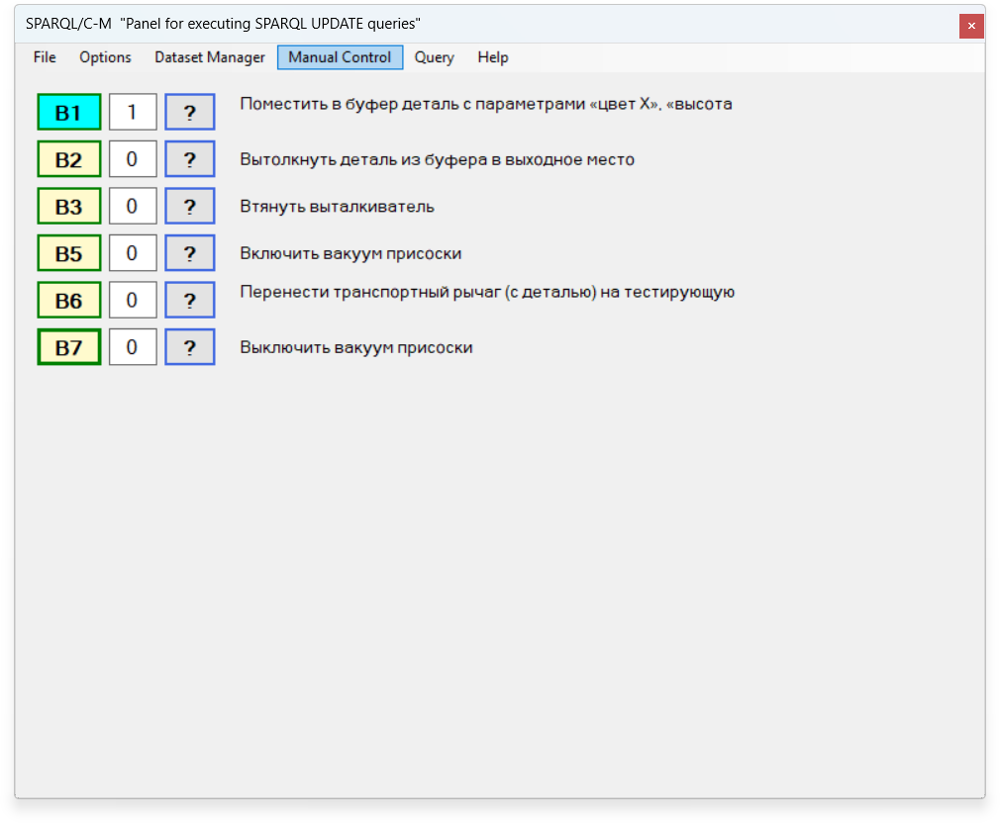 SPARQL/C-M "Panel for executing SPARQL UPDATE queries"
File Options Dataset Manager Manual Control Query Help
B1 1 ? Поместить в буфер деталь с параметрами «цвет X», «высота
B2 0 ? Вытолкнуть деталь из буфера в выходное место
B3 0 ? Втянуть выталкиватель
B5 0 ? Включить вакуум присоски
B6 0 ? Перенести транспортный рычаг (с деталью) на тестирующую
B7 0 ? Выключить вакуум присоски